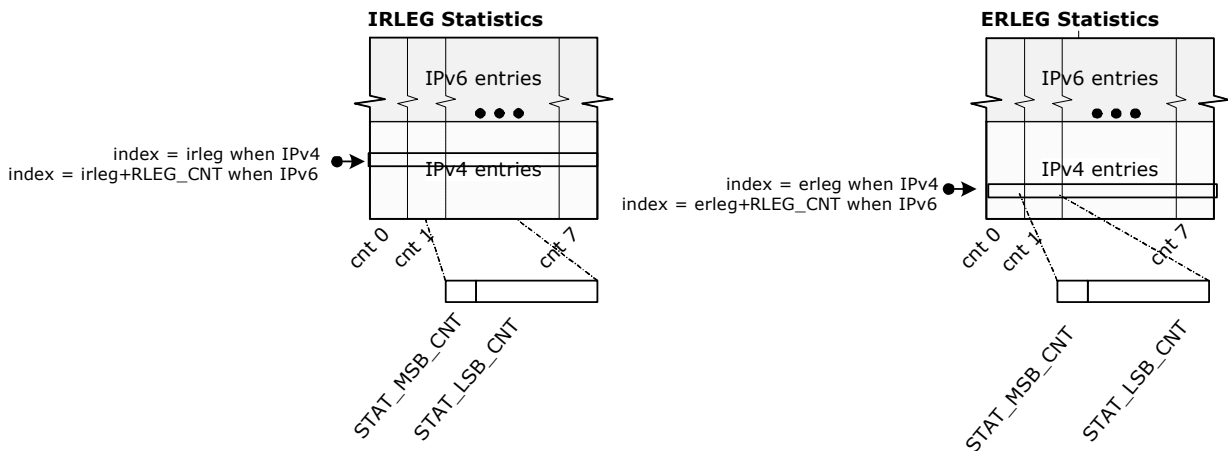 IRLEG Statistics
IPv6 entries
index = irleg when IPv4
index = irleg+RLEG_CNT when IPv6
IPv4 entries
cnt 0
cnt 1
cnt 7
STAT_MSB_CNT
STAT_LSB_CNT
ERLEG Statistics
IPv6 entries
IPv4 entries
index = erleg when IPv4
index = erleg+RLEG_CNT when IPv6
cnt 0
cnt 1
cnt 7
STAT_MSB_CNT
STAT_LSB_CNT